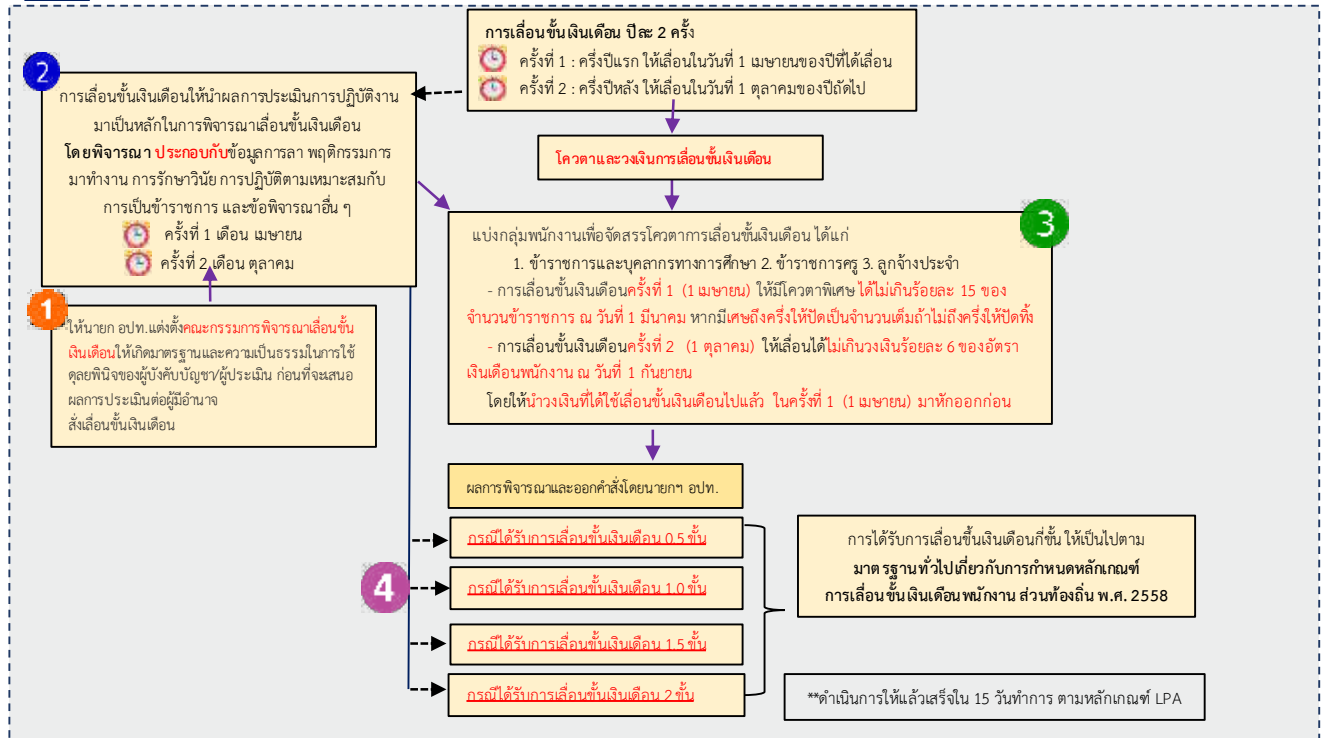 การเลื่อนขั้นเงินเดือน ปีละ 2 ครั้ง
ครั้งที่ 1 : ครึ่งปีแรก ให้เลื่อนในวันที่ 1 เมษายนของปีที่ได้เลื่อน
ครั้งที่ 2 : ครึ่งปีหลัง ให้เลื่อนในวันที่ 1 ตุลาคมของปีถัดไป
2
การเลื่อนขั้นเงินเดือนให้นำผลการประเมินการปฏิบัติงาน
มาเป็นหลักในการพิจารณาเลื่อนขั้นเงินเดือน
โดยพิจารณา ประกอบกับข้อมูลการลา พฤติกรรมการ
มาทำงาน การรักษาวินัย การปฏิบัติตามเหมาะสมกับ
การเป็นข้าราชการ และข้อพิจารณาอื่น ๆ
ครั้งที่ 1 เดือน เมษายน
ครั้งที่ 2 เดือน ตุลาคม
โควตาและวงเงินการเลื่อนขั้นเงินเดือน
3
แบ่งกลุ่มพนักงานเพื่อจัดสรรโควตาการเลื่อนขั้นเงินเดือน ได้แก่
1. ข้าราชการและบุคลากรทางการศึกษา 2. ข้าราชการครู 3. ลูกจ้างประจำ
- การเลื่อนขั้นเงินเดือนครั้งที่ 1 (1 เมษายน) ให้มีโควตาพิเศษ ได้ไม่เกินร้อยละ 15 ของ
จำนวนข้าราชการ ณ วันที่ 1 มีนาคม หากมีเศษถึงครึ่งให้ปัดเป็นจำนวนเต็มถ้าไม่ถึงครึ่งให้ปัดทิ้ง
- การเลื่อนขั้นเงินเดือนครั้งที่ 2 (1 ตุลาคม) ให้เลื่อนได้ไม่เกินวงเงินร้อยละ 6 ของอัตรา
เงินเดือนพนักงาน ณ วันที่ 1 กันยายน
โดยให้นำวงเงินที่ได้ใช้เลื่อนขั้นเงินเดือนไปแล้ว ในครั้งที่ 1 (1 เมษายน) มาหักออกก่อน
1
ให้นายก อปท.แต่งตั้งคณะกรรมการพิจารณาเลื่อนขั้น
เงินเดือนให้เกิดมาตรฐานและความเป็นธรรมในการใช้
ดุลยพินิจของผู้บังคับบัญชา/ผู้ประเมิน ก่อนที่จะเสนอ
ผลการประเมินต่อผู้มีอำนาจ
สั่งเลื่อนขั้นเงินเดือน
ผลการพิจารณาและออกคำสั่งโดยนายกฯ อปท.
4
กรณีได้รับการเลื่อนขั้นเงินเดือน 0.5 ขั้น
กรณีได้รับการเลื่อนขั้นเงินเดือน 1.0 ขั้น
กรณีได้รับการเลื่อนขั้นเงินเดือน 1.5 ขั้น
กรณีได้รับการเลื่อนขั้นเงินเดือน 2 ขั้น
การได้รับการเลื่อนขึ้นเงินเดือนกี่ขั้น ให้เป็นไปตาม
มาตรฐานทั่วไปเกี่ยวกับการกำหนดหลักเกณฑ์
การเลื่อนขั้นเงินเดือนพนักงาน ส่วนท้องถิ่น พ.ศ. 2558
**ดำเนินการให้แล้วเสร็จใน 15 วันทำการ ตามหลักเกณฑ์ LPA